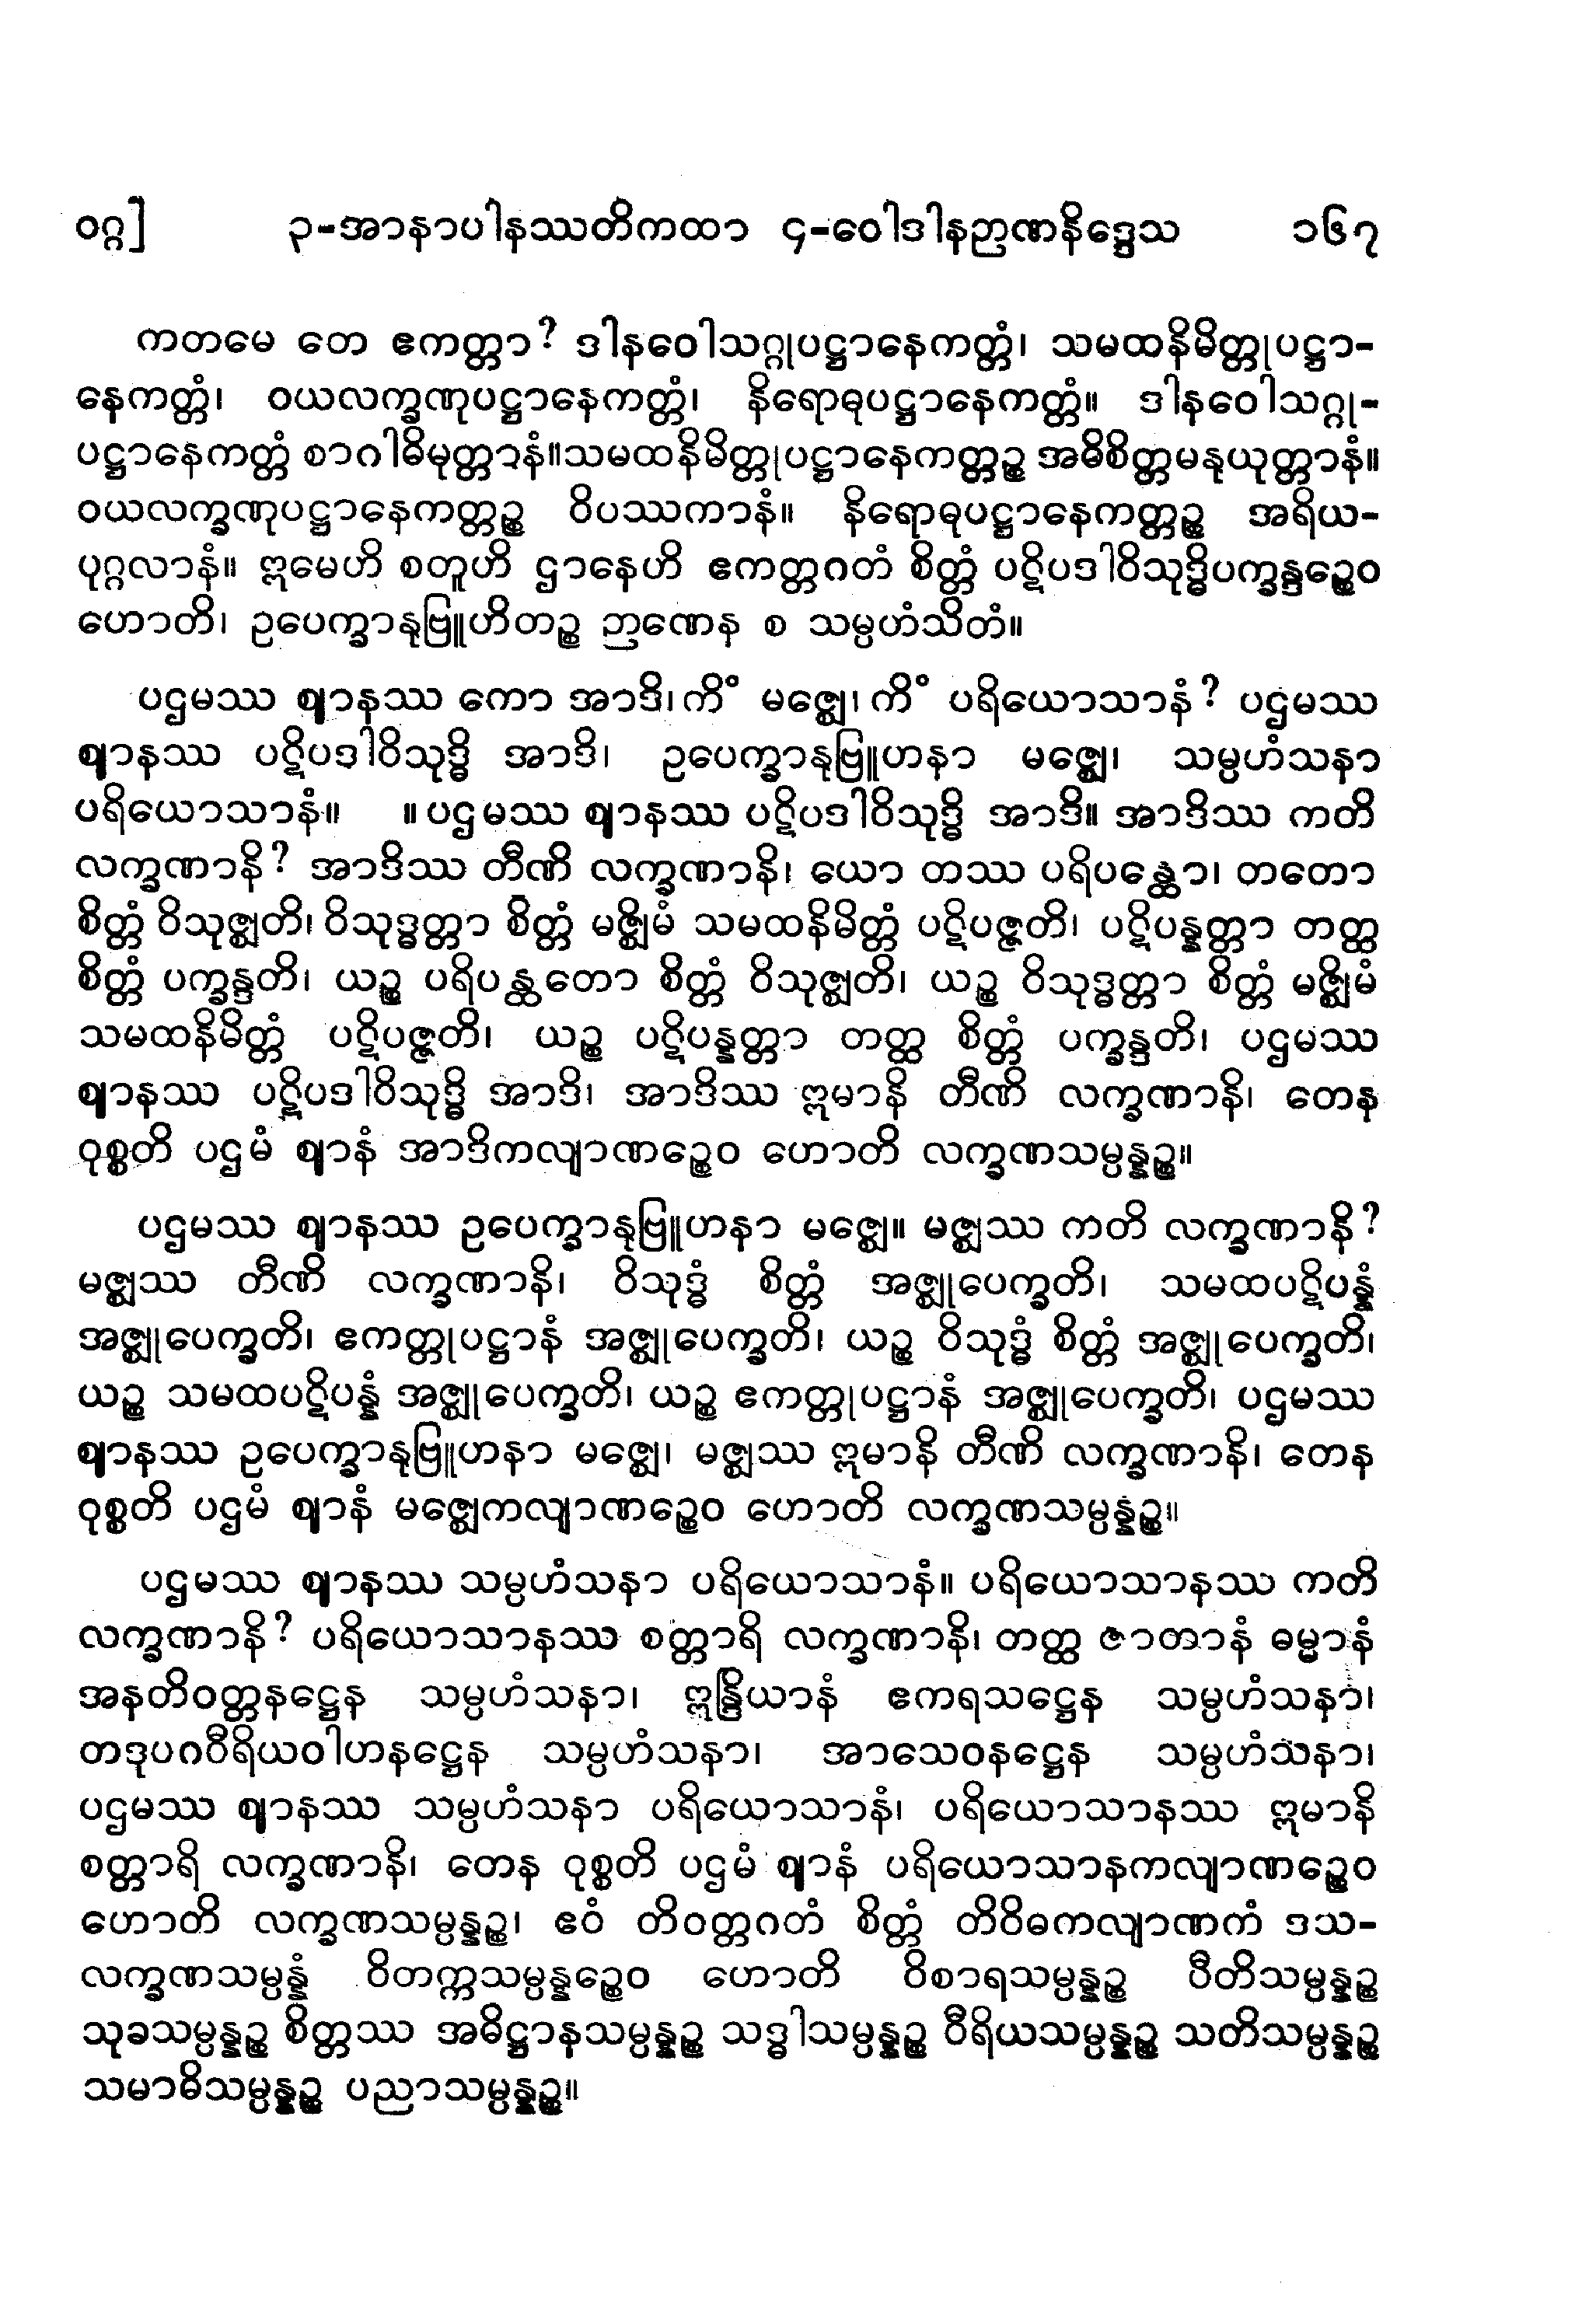 ဝဂ္ဂ] ၃-အာနာပါနဿတိကထာ ၄-ဝေါဒါနဉာဏနိဒ္ဒေသ ၁၆၇
ကတမေ တေ ဧကတ္တာ? ဒါနဝေါသဂ္ဂုပဋ္ဌာနေကတ္တံ၊ သမထနိမိတ္တုပဋ္ဌာ-
နေကတ္တံ၊ ဝယလက္ခဏုပဋ္ဌာနေကတ္တံ၊ နိရောဓုပဋ္ဌာနေကတ္တံ။ ဒါနဝေါသဂ္ဂု-
ပဋ္ဌာနေကတ္တံ စာဂါဓိမုတ္တာနံ။သမထနိမိတ္တုပဋ္ဌာနေကတ္တဉ္စ အဓိစိတ္တမနုယုတ္တာနံ။
ဝယလက္ခဏုပဋ္ဌာနေကတ္တဉ္စ ဝိပဿကာနံ။ နိရောဓုပဋ္ဌာနေကတ္တဉ္စ အရိယ-
ပုဂ္ဂလာနံ။ ဣမေဟိ စတူဟိ ဌာနေဟိ ဧကတ္တဂတံ စိတ္တံ ပဋိပဒါဝိသုဒ္ဓိပက္ခန္ဒဉ္စေဝ
ဟောတိ၊ ဥပေက္ခာနုဗြူဟိတဉ္စ ဉာဏေန စ သမ္ပဟံသိတံ။
ပဌမဿ ဈာနဿ ကော အာဒိ၊ ကိံ မဇ္ဈေ၊ ကိံ ပရိယောသာနံ? ပဌမဿ
ဈာနဿ ပဋိပဒါဝိသုဒ္ဓိ အာဒိ၊ ဥပေက္ခာနုဗြူဟနာ မဇ္ဈေ၊ သမ္ပဟံသနာ
ပရိယောသာနံ။ ။ ပဌမဿ ဈာနဿ ပဋိပဒါဝိသုဒ္ဓိ အာဒိ။ အာဒိဿ ကတိ
လက္ခဏာနိ? အာဒိဿ တီဏိ လက္ခဏာနိ၊ ယော တဿ ပရိပန္ထော၊ တတော
စိတ္တံ ဝိသုဇ္ဈတိ၊ ဝိသုဒ္ဓတ္တာ စိတ္တံ မဇ္ဈိမံ သမထနိမိတ္တံ ပဋိပဇ္ဇတိ၊ ပဋိပန္နတ္တာ တတ္ထ
စိတ္တံ ပက္ခန္ဒတိ၊ ယဉ္စ ပရိပန္ထတော စိတ္တံ ဝိသုဇ္ဈတိ၊ ယဉ္စ ဝိသုဒ္ဓတ္တာ စိတ္တံ မဇ္ဈိမံ
သမထနိမိတ္တံ ပဋိပဇ္ဇတိ၊ ယဉ္စ ပဋိပန္နတ္တာ တတ္ထ စိတ္တံ ပက္ခန္ဒတိ၊ ပဌမဿ
ဈာနဿ ပဋိပဒါဝိသုဒ္ဓိ အာဒိ၊ အာဒိဿ ဣမာနိ တီဏိ လက္ခဏာနိ၊ တေန
ဝုစ္စတိ ပဌမံ ဈာနံ အာဒိကလျာဏဉ္စေဝ ဟောတိ လက္ခဏသမ္ပန္နဉ္စ။
ပဌမဿ ဈာနဿ ဥပေက္ခာနုဗြူဟနာ မဇ္ဈေ။ မဇ္ဈဿ ကတိ လက္ခဏာနိ?
မဇ္ဈဿ တီဏိ လက္ခဏာနိ၊ ဝိသုဒ္ဓံ စိတ္တံ အဇ္ဈုပေက္ခတိ၊ သမထပဋိပန္နံ
အဇ္ဈုပေက္ခတိ၊ ဧကတ္တုပဋ္ဌာနံ အဇ္ဈုပေက္ခတိ၊ ယဉ္စ ဝိသုဒ္ဓံ စိတ္တံ အဇ္ဈုပေက္ခတိ၊
ယဉ္စ သမထပဋိပန္နံ အဇ္ဈုပေက္ခတိ၊ ယဉ္စ ဧကတ္တုပဋ္ဌာနံ အဇ္ဈုပေက္ခတိ၊ ပဌမဿ
ဈာနဿ ဥပေက္ခာနုဗြူဟနာ မဇ္ဈေ၊ မဇ္ဈဿ ဣမာနိ တီဏိ လက္ခဏာနိ၊ တေန
ဝုစ္စတိ ပဌမံ ဈာနံ မဇ္ဈေကလျာဏဉ္စေဝ ဟောတိ လက္ခဏသမ္ပန္နဉ္စ။
ပဌမဿ ဈာနဿ သမ္ပဟံသနာ ပရိယောသာနံ။ ပရိယောသာနဿ ကတိ
လက္ခဏာနိ? ပရိယောသာနဿ စတ္တာရိ လက္ခဏာနိ၊ တတ္ထ ဇာတာနံ ဓမ္မာနံ
အနတိဝတ္တနဋ္ဌေန သမ္ပဟံသနာ၊ ဣန္ဒြိယာနံ ဧကရသဋ္ဌေန သမ္ပဟံသနာ၊
တဒုပဂဝီရိယဝါဟနဋ္ဌေန သမ္ပဟံသနာ၊ အာသေဝနဋ္ဌေန သမ္ပဟံသနာ၊
ပဌမဿ ဈာနဿ သမ္ပဟံသနာ ပရိယောသာနံ၊ ပရိယောသာနဿ ဣမာနိ
စတ္တာရိ လက္ခဏာနိ၊ တေန ဝုစ္စတိ ပဌမံ ဈာနံ ပရိယောသာနကလျာဏဉ္စေဝ
ဟောတိ လက္ခဏသမ္ပန္နဉ္စ၊ ဧဝံ တိဝတ္တဂတံ စိတ္တံ တိဝိဓကလျာဏကံ ဒသ-
လက္ခဏသမ္ပန္နံ ဝိတက္ကသမ္ပန္နဉ္စေဝ ဟောတိ ဝိစာရသမ္ပန္နဉ္စ ပီတိသမ္ပန္နဉ္စ
သုခသမ္ပန္နဉ္စ စိတ္တဿ အဓိဋ္ဌာနသမ္ပန္နဉ္စ သဒ္ဓါသမ္ပန္နဉ္စ ဝီရိယသမ္ပန္နဉ္စ သတိသမ္ပန္နဉ္စ
သမာဓိသမ္ပန္နဉ္စ ပညာသမ္ပန္နဉ္စ။